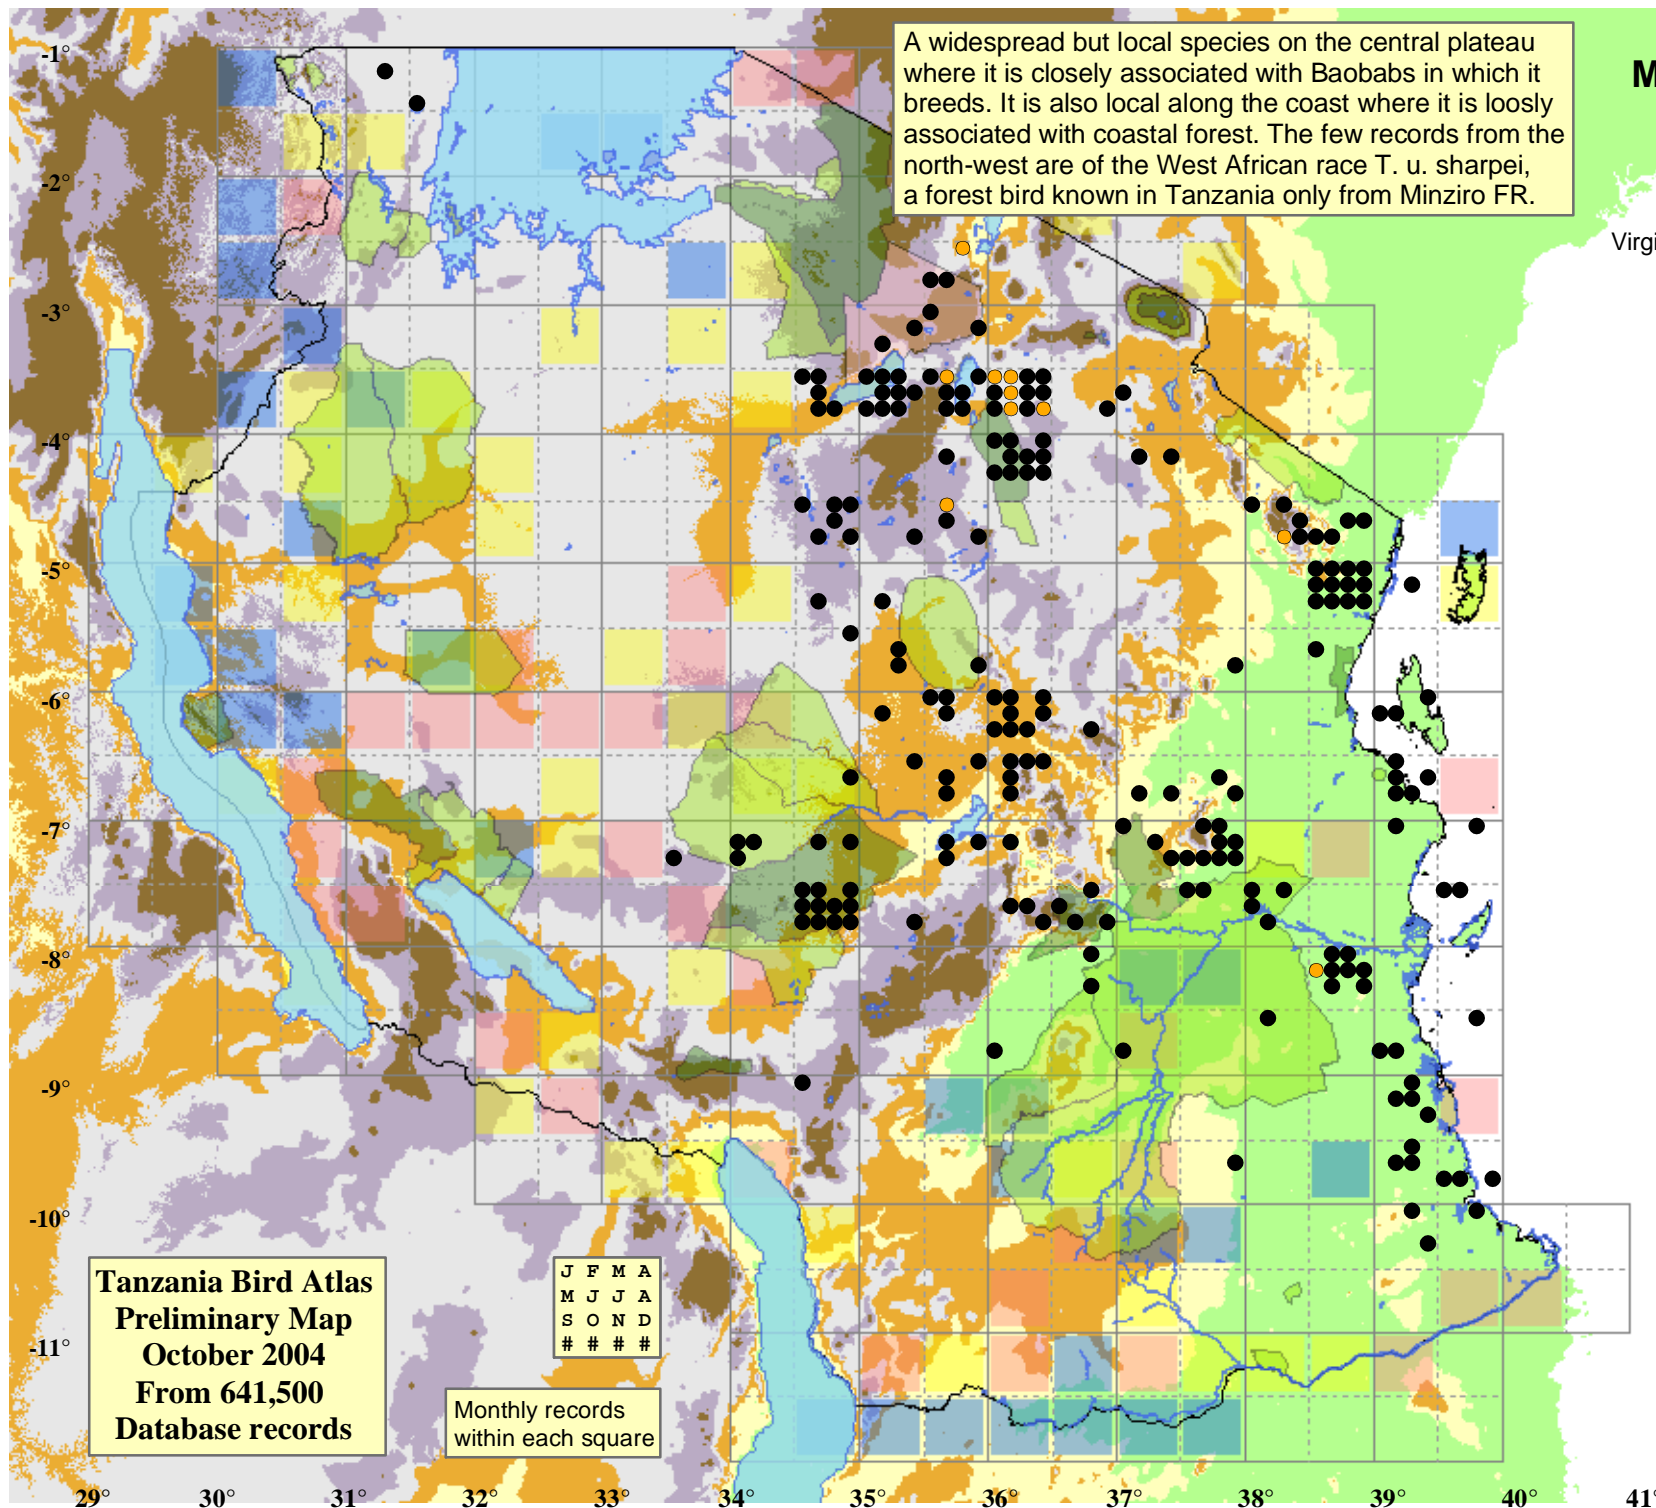 A widespread but local species on the central plateau
where it is closely associated with Baobabs in which it
breeds. It is also local along the coast where it is loosly
associated with coastal forest. The few records from the
north-west are of the West African race T. u. sharpei,
a forest bird known in Tanzania only from Minziro FR.
M
Virgi
-1°
-2°
-3°
-4°
-5°
-6°
-7°
-8°
-9°
-10°
-11°
Tanzania Bird Atlas
Preliminary Map
October 2004
From 641,500
Database records
J F M A
M J J A
S O N D
# # # #
Monthly records
within each square
29° 30° 31° 32° 33° 34° 35° 36° 37° 38° 39° 40° 41°